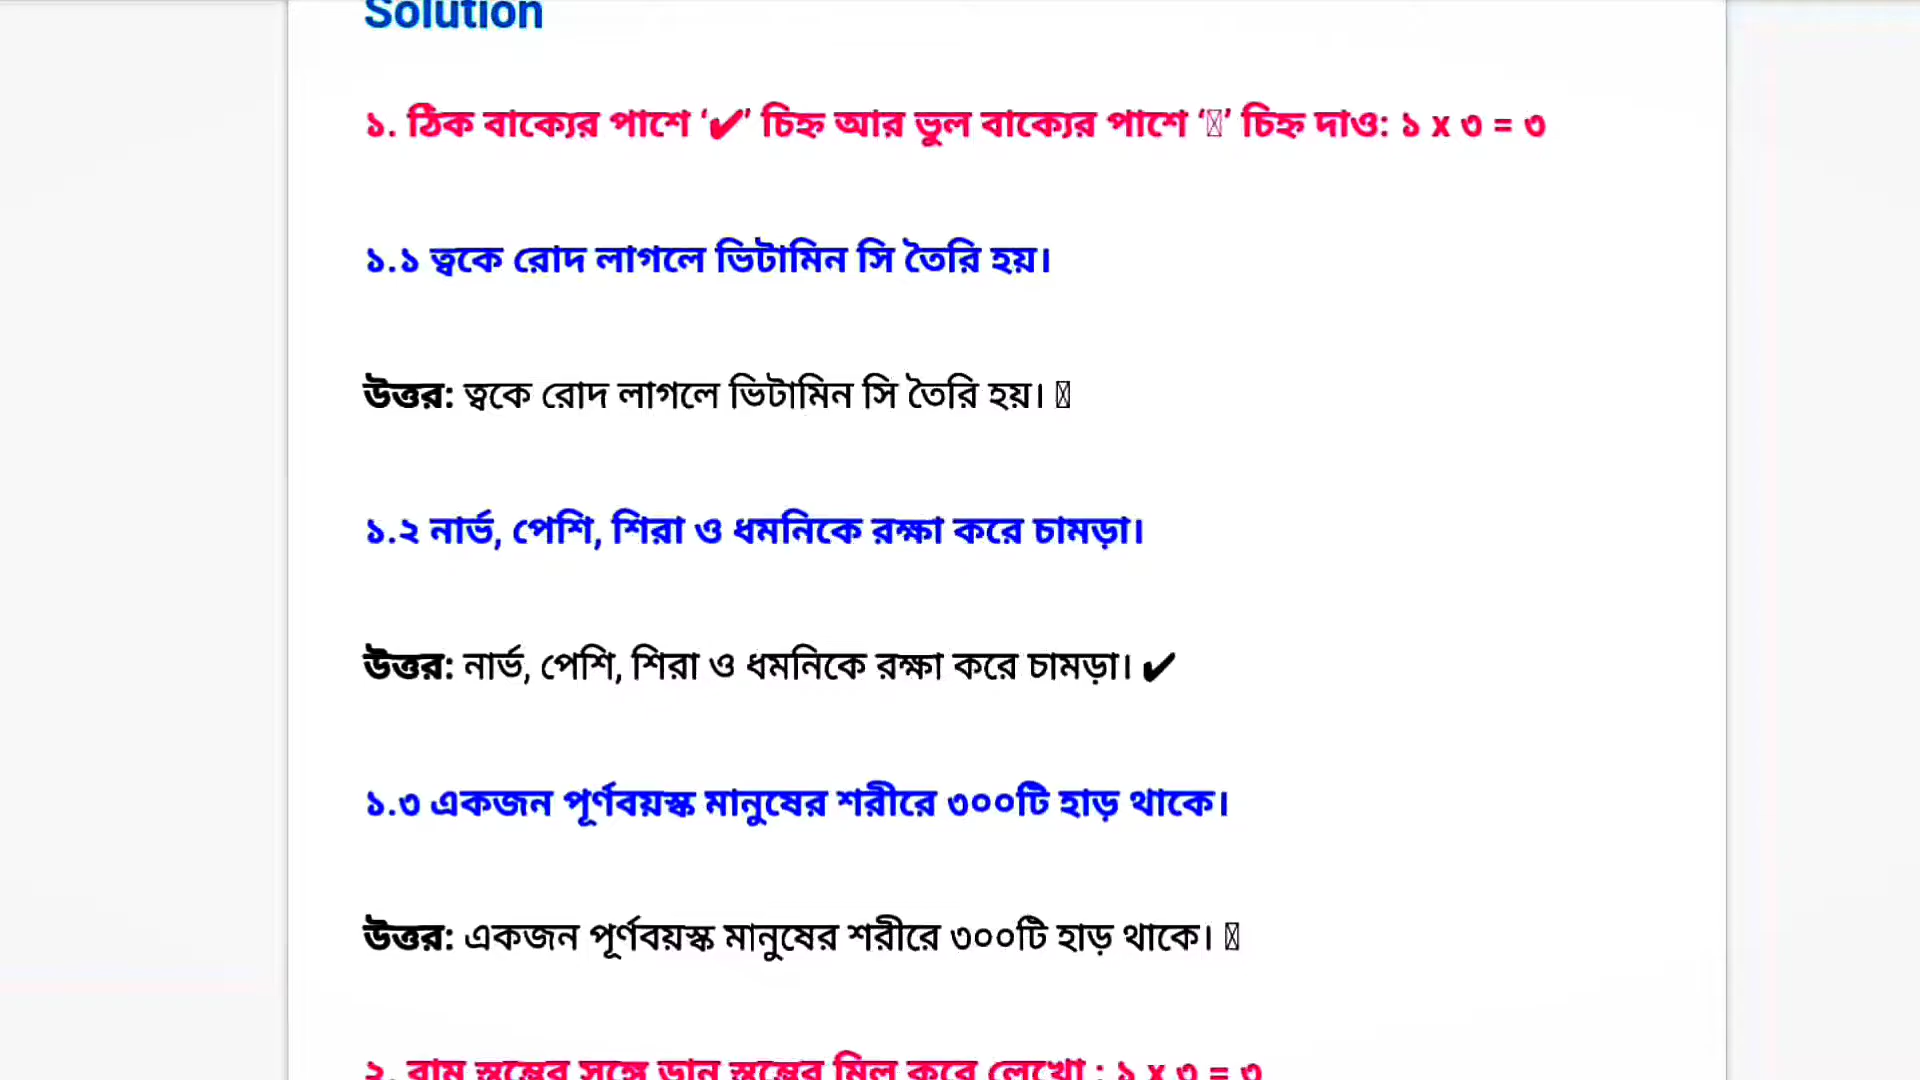 Solution
১. ঠিক বাক্যের পাশে ‘✔’ চিহ্ন আর ভুল বাক্যের পাশে ‘▯’ চিহ্ন দাও: ১ x ৩ = ৩
১.১ ত্বকে রোদ লাগলে ভিটামিন সি তৈরি হয়।
উত্তর: ত্বকে রোদ লাগলে ভিটামিন সি তৈরি হয়। ▯
১.২ নার্ভ, পেশি, শিরা ও ধমনিকে রক্ষা করে চামড়া।
উত্তর: নার্ভ, পেশি, শিরা ও ধমনিকে রক্ষা করে চামড়া। ✔
১.৩ একজন পূর্ণবয়স্ক মানুষের শরীরে ৩০০টি হাড় থাকে।
উত্তর: একজন পূর্ণবয়স্ক মানুষের শরীরে ৩০০টি হাড় থাকে। ▯
২. বাম স্তম্ভের সঙ্গে ডান স্তম্ভের মিল করে লেখো : ১ x ৩ = ৩